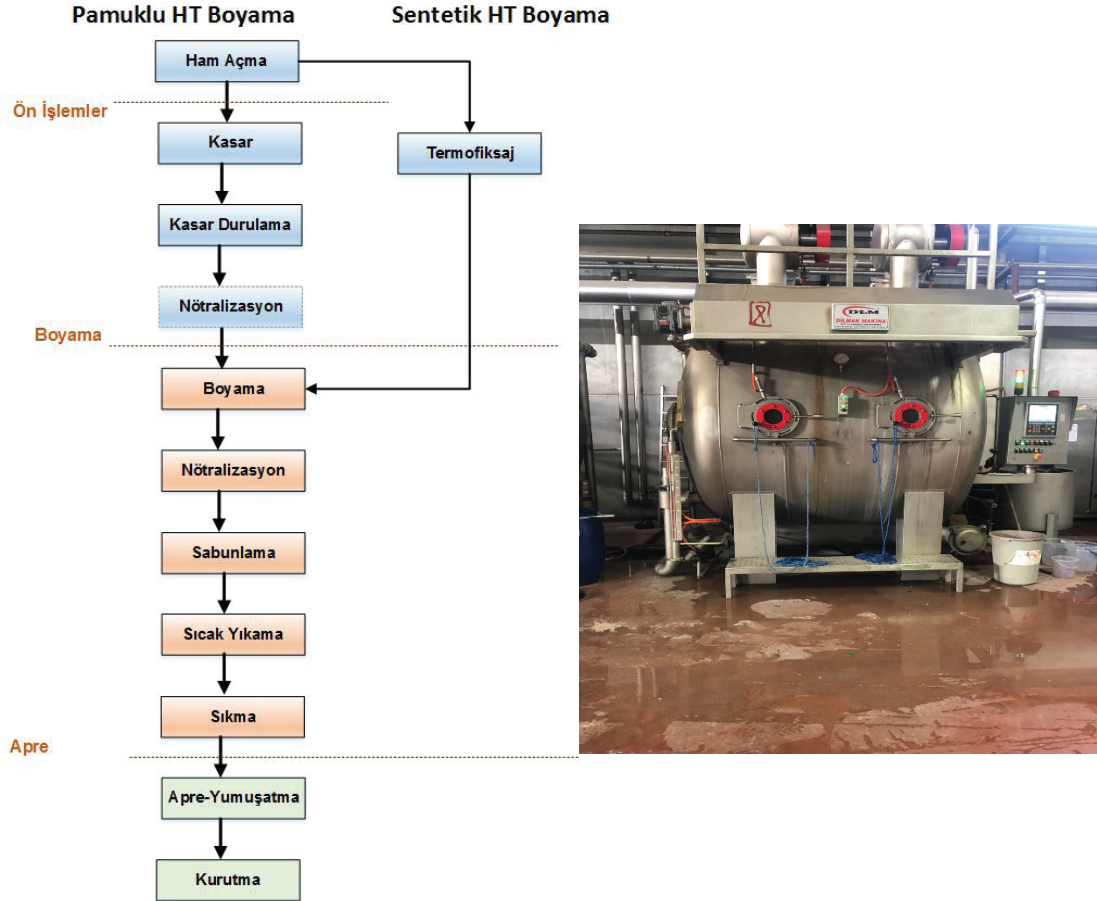 Pamuklu HT Boyama
Sentetik HT Boyama
Ham Açma
Ön İşlemler
Kasar
Termofiksaj
Kasar Durulama
Nötralizasyon
Boyama
Boyama
Nötralizasyon
Sabunlama
Sıcak Yıkama
Sıkma
Apre
Apre-Yumuşatma
Kurutma
8
DLM
DİLMAK MAKİNA